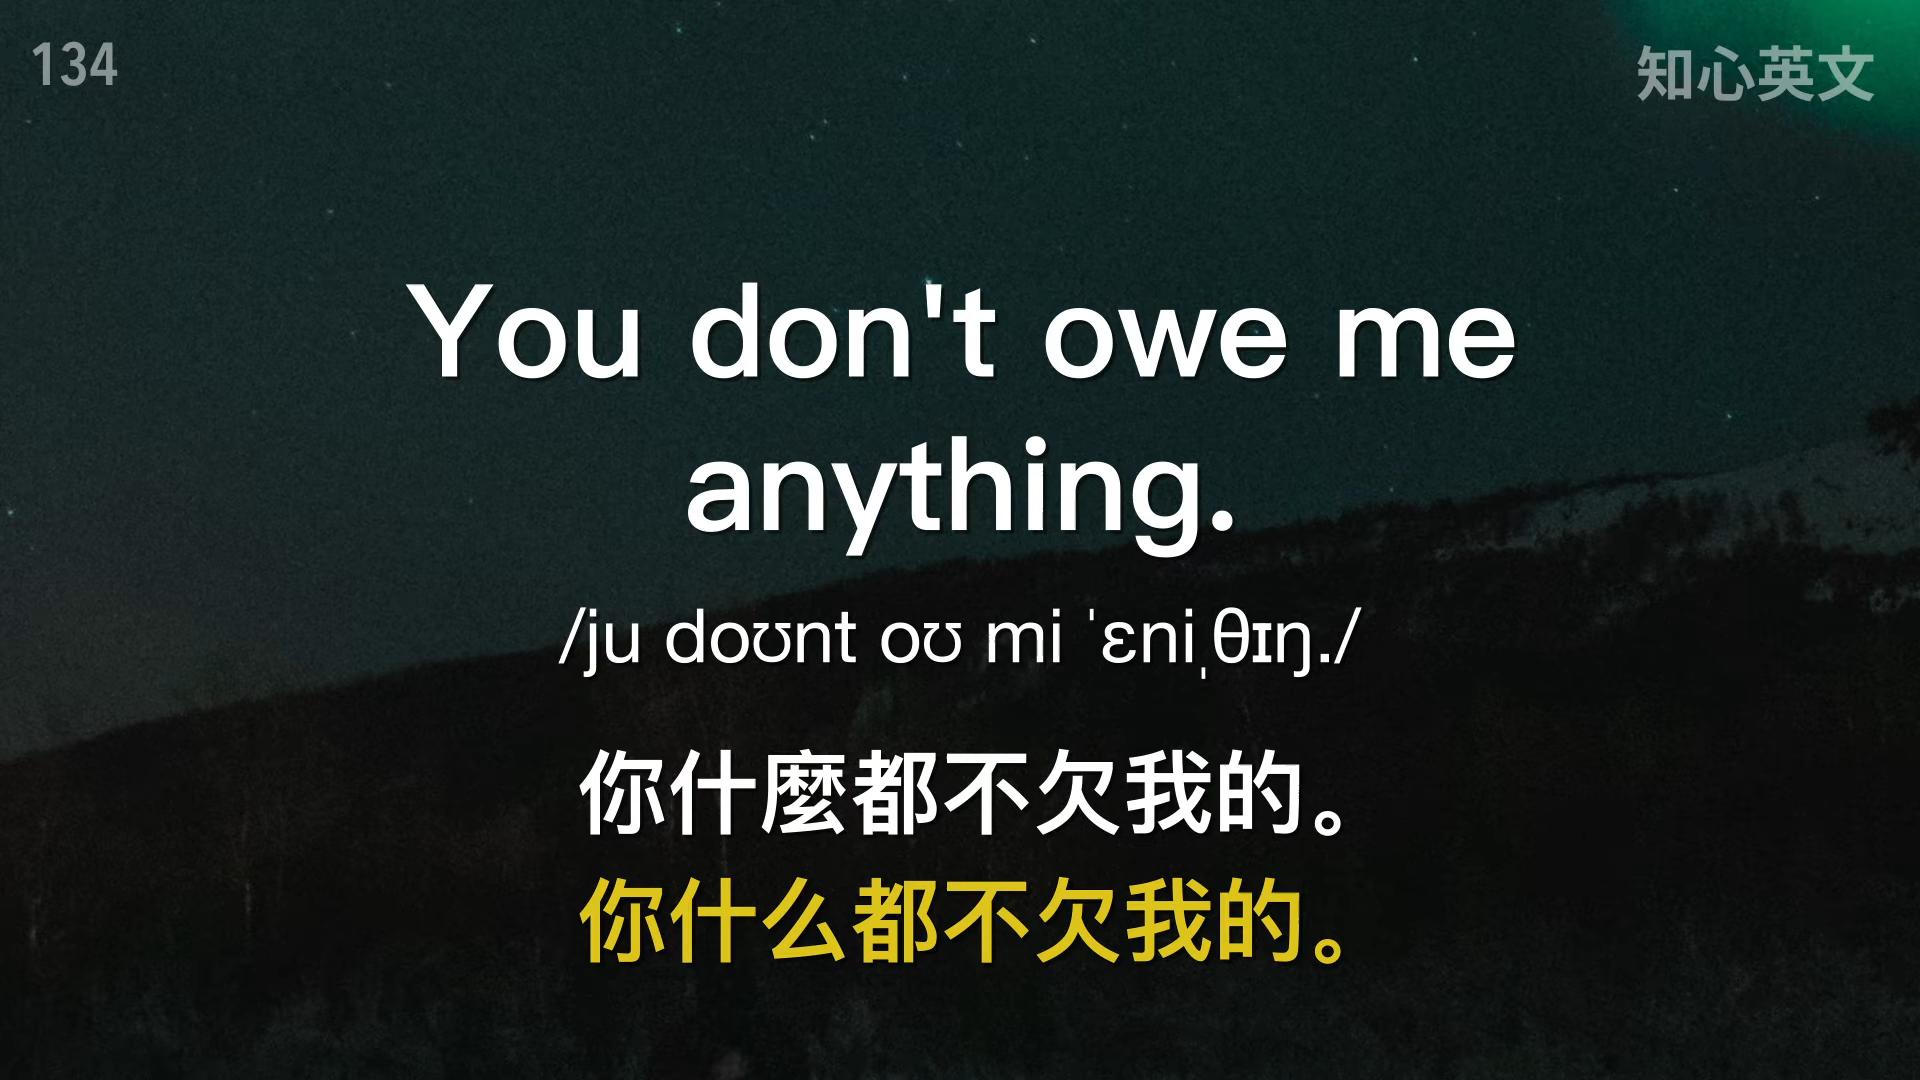 134
知心英文
You don't owe me
anything.
/ju doʊnt oʊ mi ˈɛniˌθɪŋ./
你什麼都不欠我的。
你什么都不欠我的。